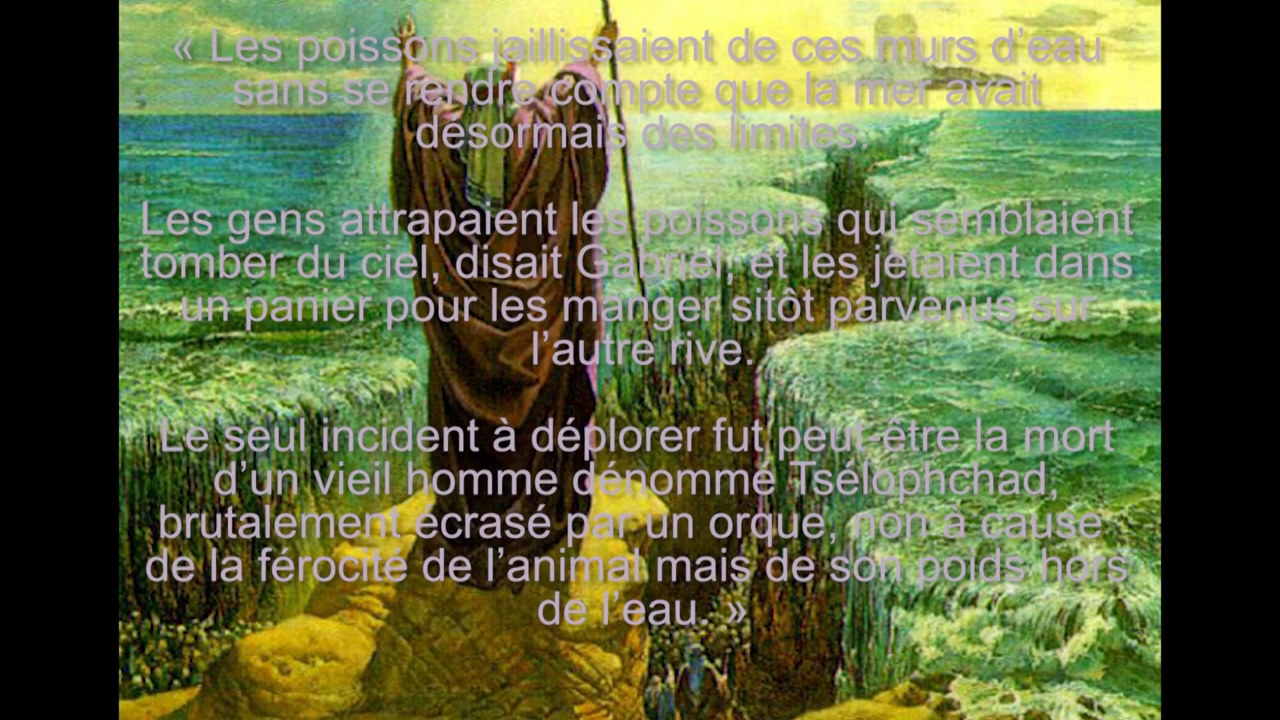 « Les poissons jaillissaient de ces murs d’eau
sans se rendre compte que la mer avait
désormais des limites.
Les gens attrapaient les poissons qui semblaient
tomber du ciel, disait Gabriel, et les jetaient dans
un panier pour les manger sitôt parvenus sur
l’autre rive.
Le seul incident à déplorer fut peut-être la mort
d’un vieil homme dénommé Tsélophchad,
brutalement écrasé par un orque, non à cause
de la férocité de l’animal mais de son poids hors
de l’eau. »